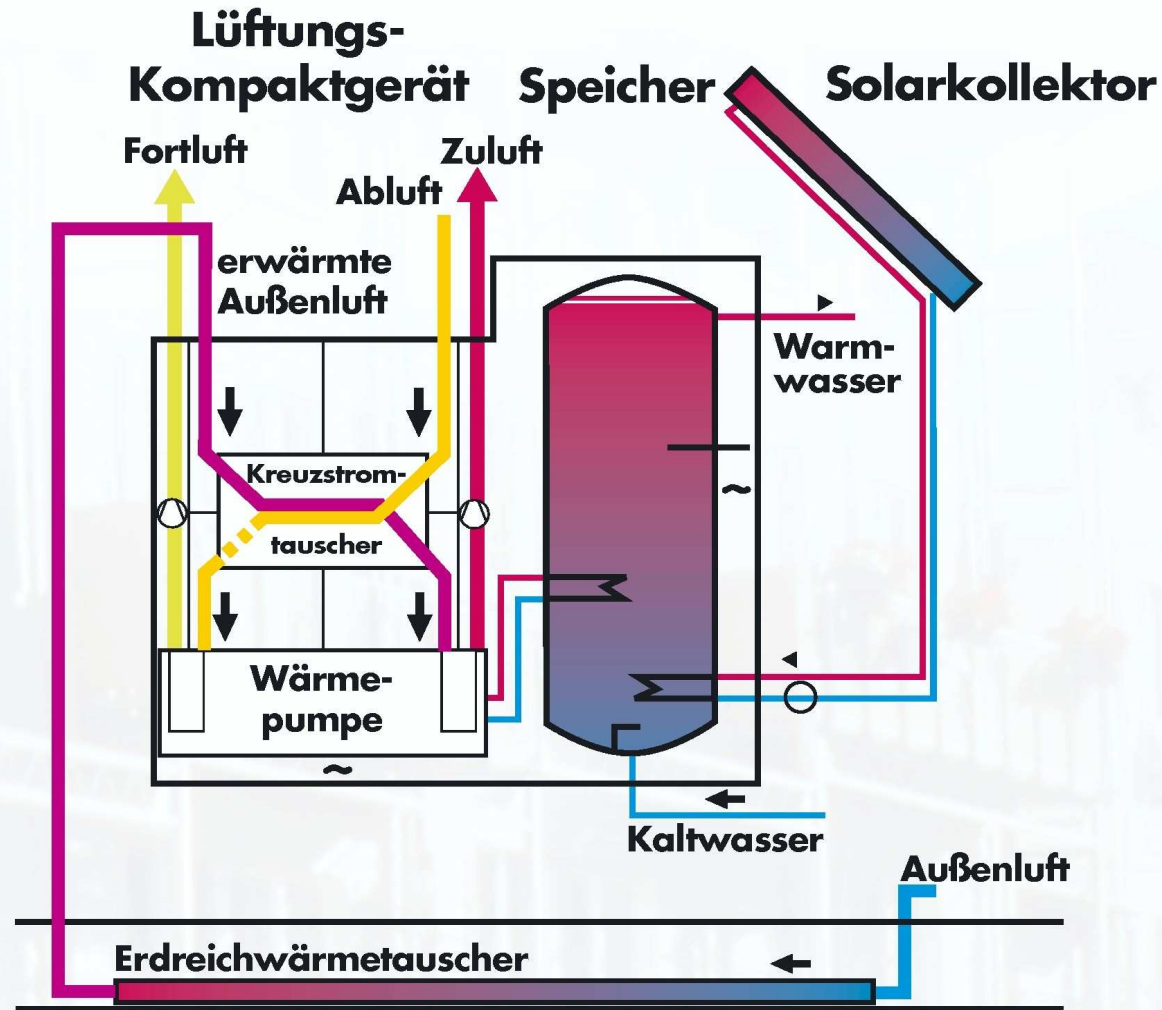 Lüftungs-
Kompaktgerät
Speicher
Solarkollektor
Fortluft
Zuluft
Abluft
erwärmte
Außenluft
Warm-
wasser
Kreuzstrom-
tauscher
~
Wärme-
pumpe
~
Kaltwasser
Außenluft
Erdreichwärmetauscher